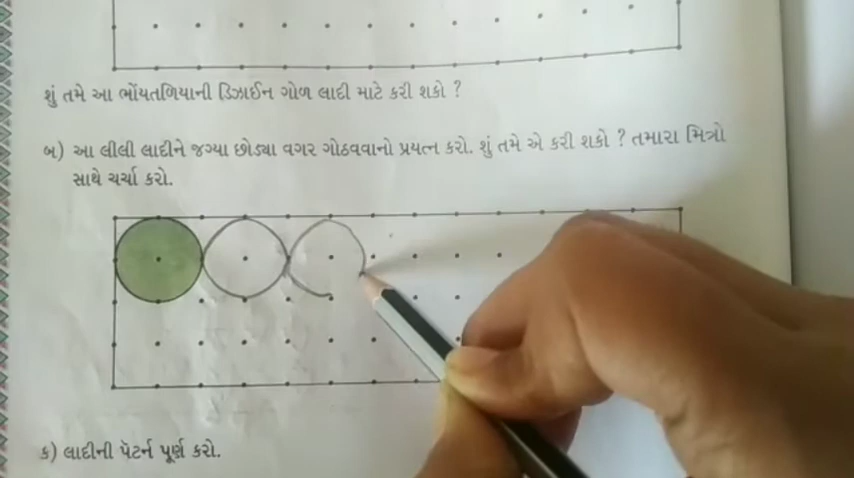 શું તમે આ ભોંયતળિયાની ડિઝાઈન ગોળ લાદી માટે કરી શકો ?
બ) આ લીલી લાદીને જગ્યા છોડ્યા વગર ગોઠવવાનો પ્રયત્ન કરો. શું તમે એ કરી શકો ? તમારા મિત્રો
સાથે ચર્ચા કરો.
ક) લાદીની પૅટર્ન પૂર્ણ કરો.